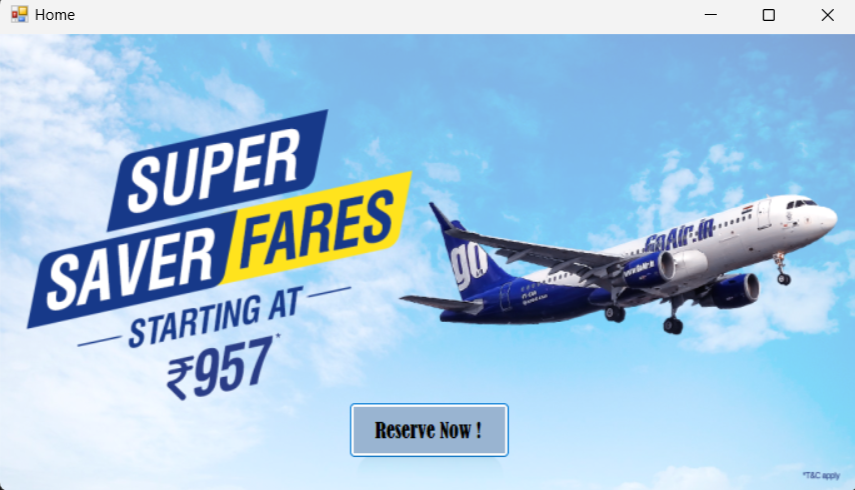 Home
SUPER
SAVER FARES
STARTING AT
₹957*
go
GoAir.in
Reserve Now !
*T&C apply